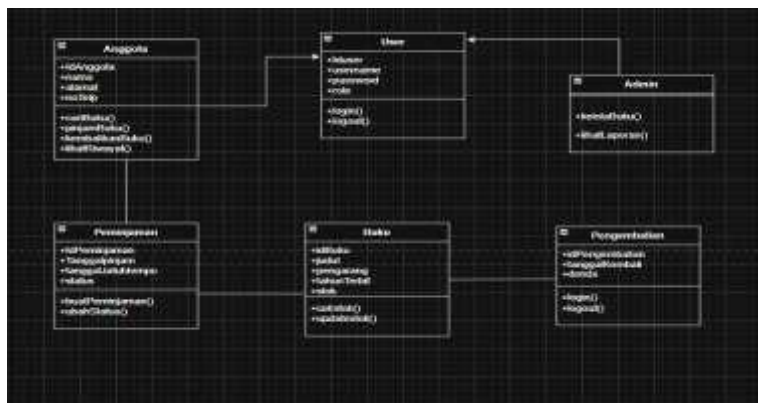 Anggota
+idAnggota
+nama
+alamat
+noTelp
+cariBuku()
+pinjamBuku()
+kembalikanBuku()
+lihatRiwayat()
User
+iduser
+username
+password
+role
+login()
+logout()
Admin
+kelolaBuku()
+lihatLaporan()
Peminjaman
+idPeminjaman
+Tanggalpinjam
+tanggalJatuhtempo
+status
+buatPeminjaman()
+ubahStatus()
Buku
+idBuku
+judul
+pengarang
+tahunTerbit
+stok
+cekstok()
+updatestok()
Pengembalian
+idPengembalian
+tanggalKembali
+denda
+login()
+logout()